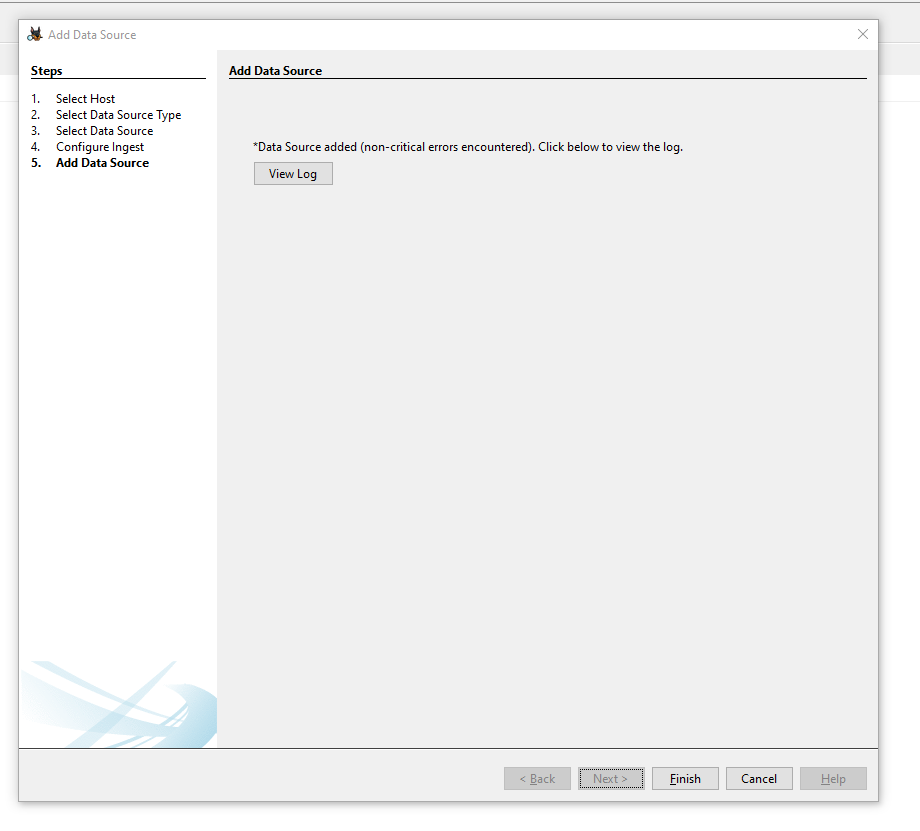 Add Data Source
Steps
Add Data Source
1. Select Host
2. Select Data Source Type
3. Select Data Source
4. Configure Ingest
5. Add Data Source
*Data Source added (non-critical errors encountered). Click below to view the log.
View Log
< Back
Next >
Finish
Cancel
Help